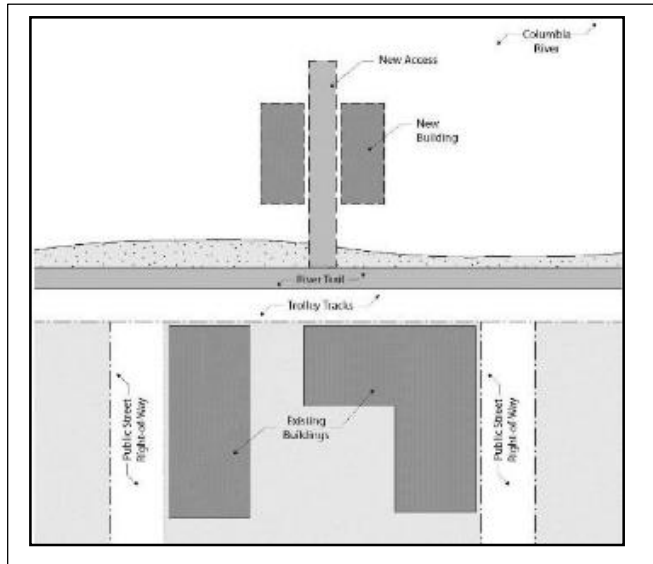 Columbia
River
New Access
New
Building
River Trail
Trolley Tracks
Public Street
Right-of-Way
Existing
Buildings
Public Street
Right-of-Way